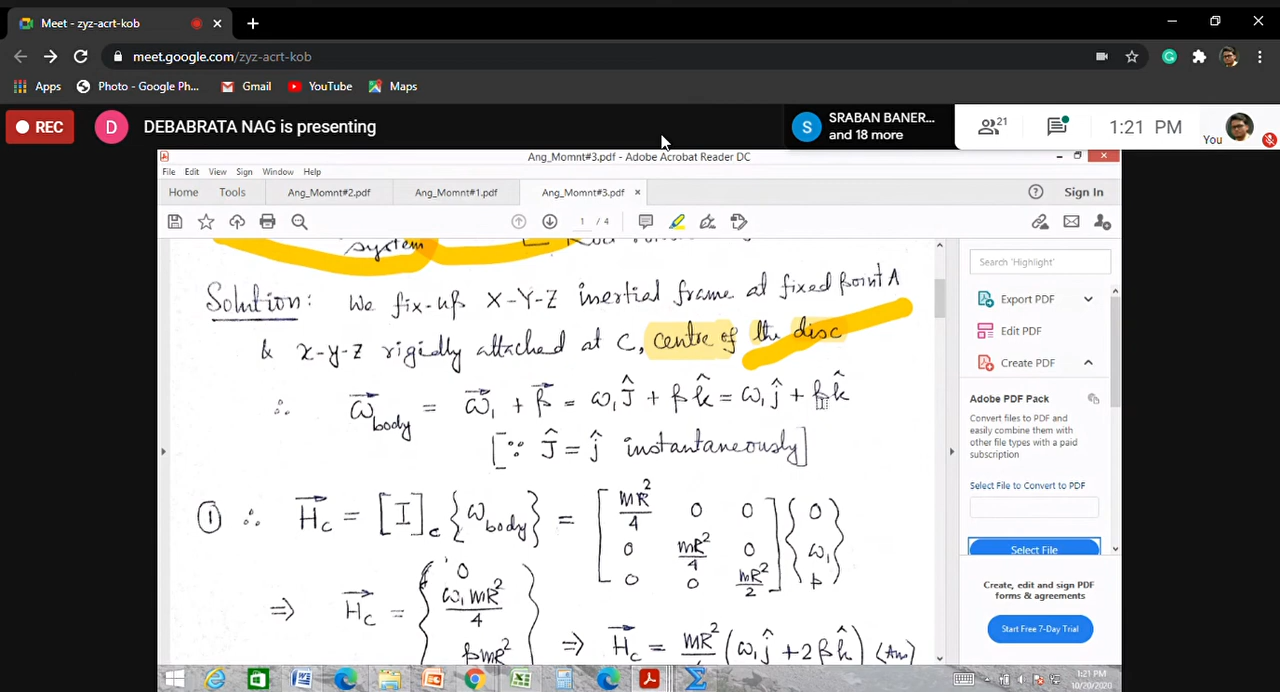 Meet - zyz-acrt-kob
meet.google.com/zyz-acrt-kob
Apps Photo - Google Ph... Gmail YouTube Maps
REC D DEBABRATA NAG is presenting S SRABAN BANER...
and 18 more 21 1:21 PM
You
Ang_Momnt#3.pdf - Adobe Acrobat Reader DC
File Edit View Sign Window Help
Home Tools Ang_Momnt#2.pdf Ang_Momnt#1.pdf Ang_Momnt#3.pdf × Sign In
1 / 4
system
Solution: We fix-up X-Y-Z inertial frame at fixed point A
& x-y-z rigidly attached at C, centre of the disc
∴ ω⃗body = ω⃗₁ + β⃗ = ω₁Ĵ + βk̂ = ω₁ĵ + βk̂
[∵ Ĵ = ĵ instantaneously]
① ∴ H⃗c = [I]c {ωbody} = [mR²/4 0 0; 0 mR²/4 0; 0 0 mR²/2] {0; ω₁; β}
⇒ H⃗c = {0; ω₁mR²/4; βmR²
⇒ H⃗c = mR²/4 (ω₁ĵ + 2βk̂) (Ans)
Search 'Highlight'
Export PDF
Edit PDF
Create PDF
Adobe PDF Pack
Convert files to PDF and
easily combine them with
other file types with a paid
subscription.
Select File to Convert to PDF
Select File
Create, edit and sign PDF
forms & agreements
Start Free 7-Day Trial
1:21 PM
10/20/2020